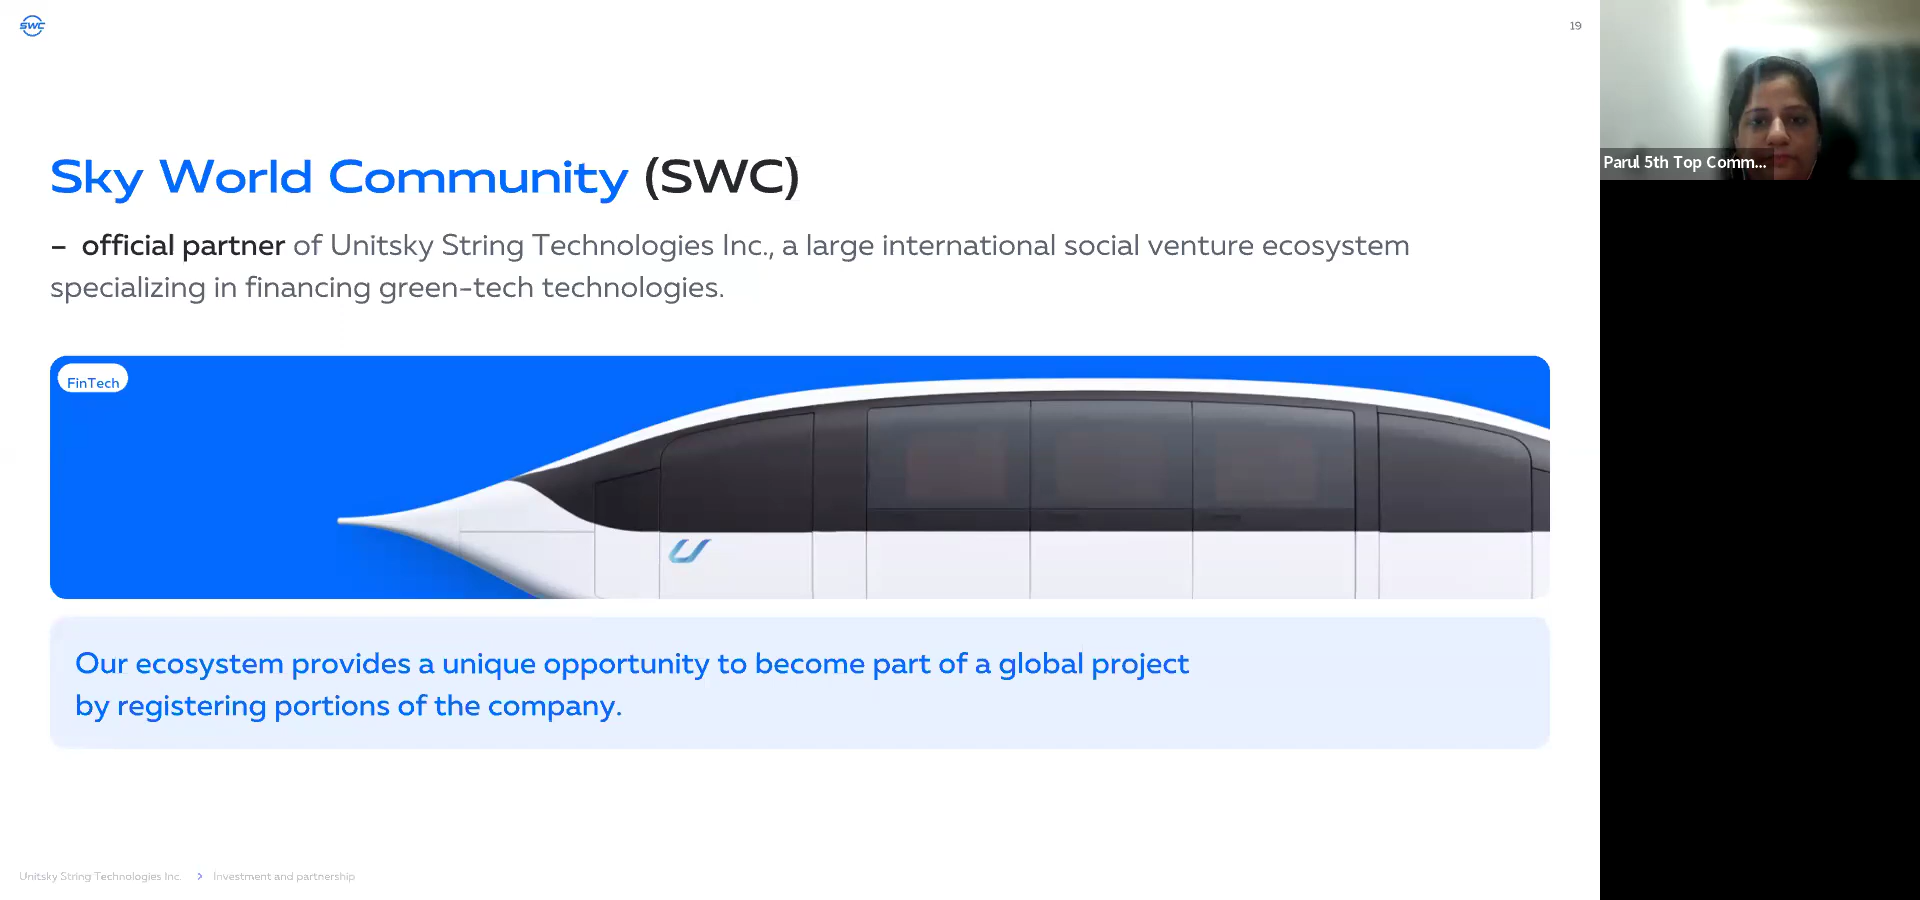 SWC
19
Sky World Community (SWC)
– official partner of Unitsky String Technologies Inc., a large international social venture ecosystem
specializing in financing green-tech technologies.
FinTech
Our ecosystem provides a unique opportunity to become part of a global project
by registering portions of the company.
Unitsky String Technologies Inc. > Investment and partnership
Parul 5th Top Comm...